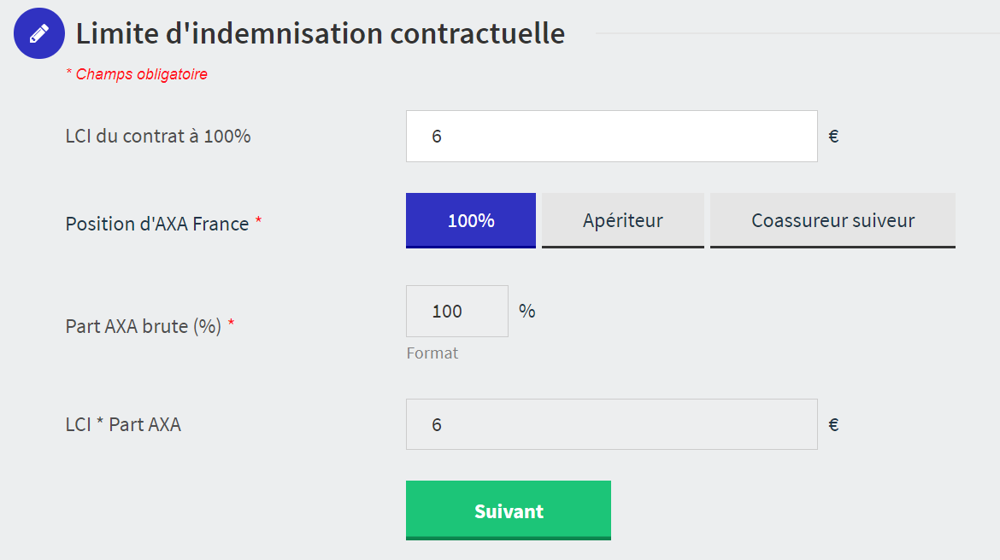 Limite d'indemnisation contractuelle
* Champs obligatoire
LCI du contrat à 100% 6 €
Position d'AXA France * 100% Apériteur Coassureur suiveur
Part AXA brute (%) * 100 %
Format
LCI * Part AXA 6 €
Suivant